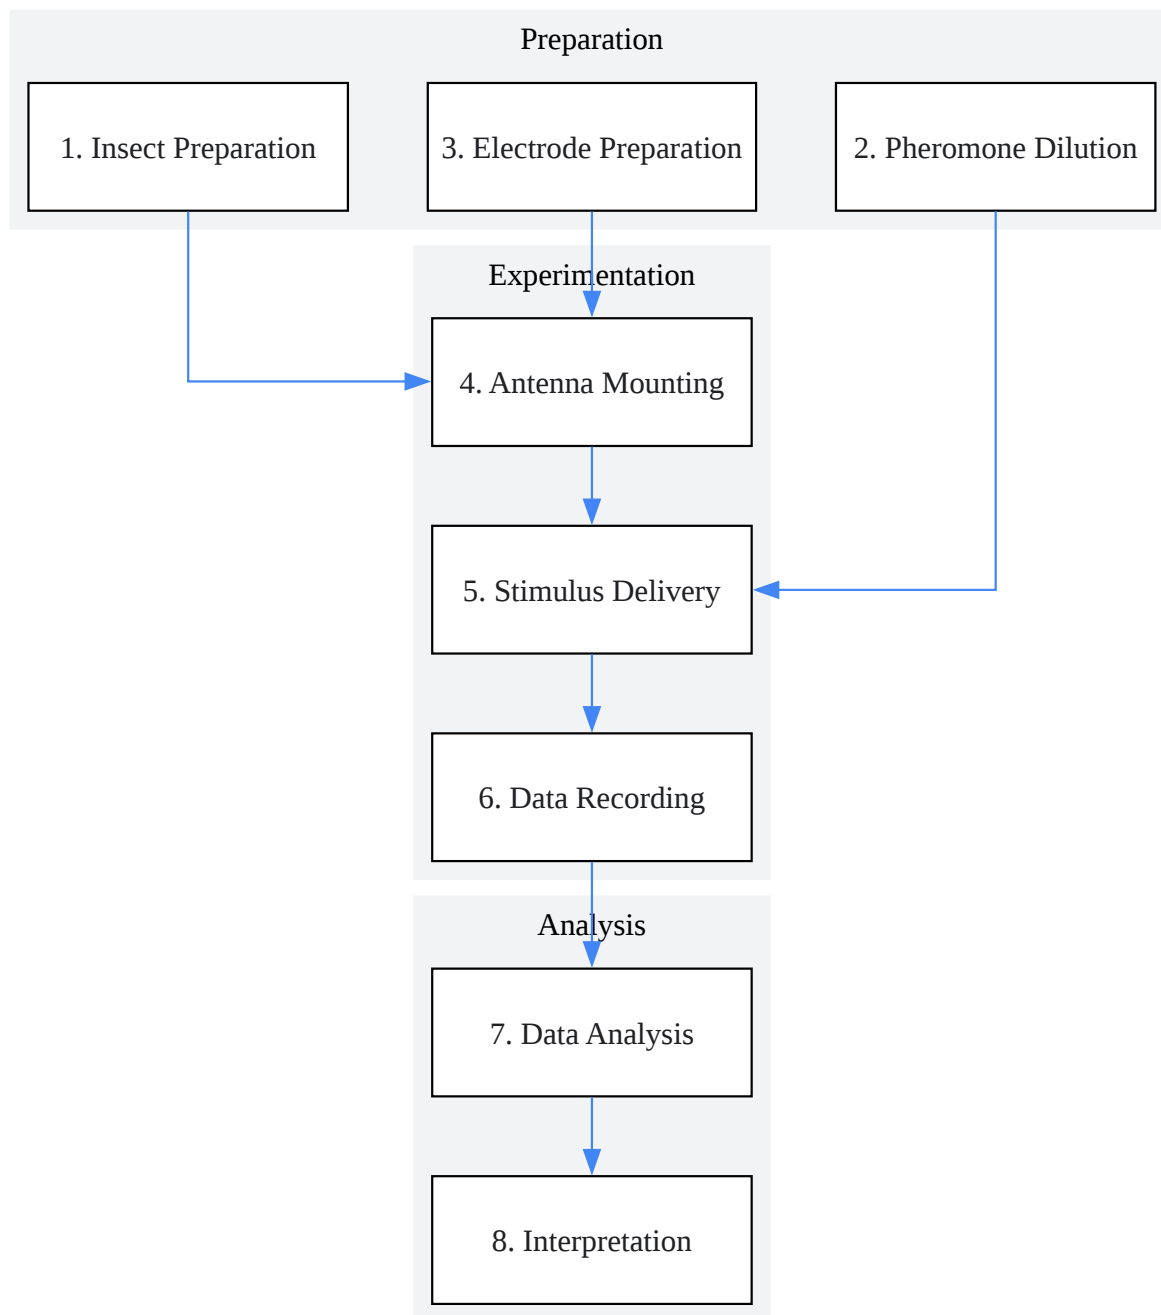 Preparation
1. Insect Preparation
3. Electrode Preparation
2. Pheromone Dilution
Experimentation
4. Antenna Mounting
5. Stimulus Delivery
6. Data Recording
Analysis
7. Data Analysis
8. Interpretation